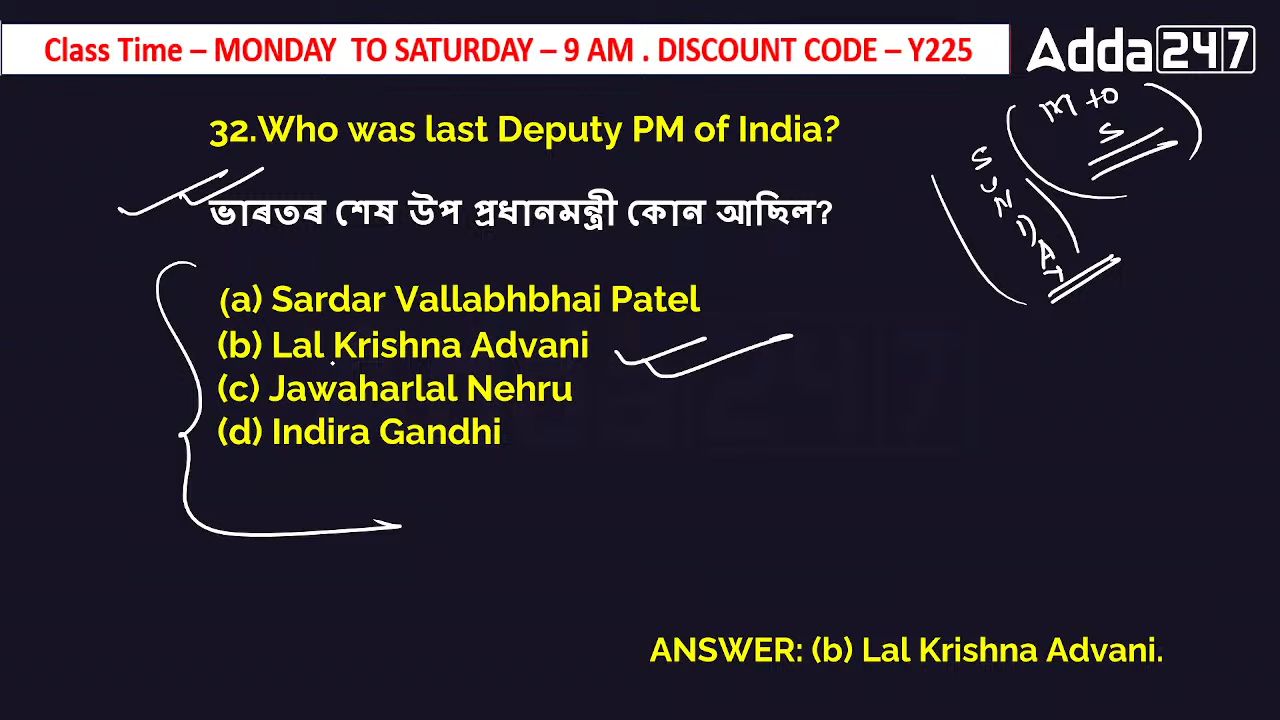 Class Time – MONDAY TO SATURDAY – 9 AM . DISCOUNT CODE – Y225
Adda247
M to
S
32.Who was last Deputy PM of India?
ভাৰতৰ শেষ উপ প্ৰধানমন্ত্ৰী কোন আছিল?
(a) Sardar Vallabhbhai Patel
(b) Lal Krishna Advani
(c) Jawaharlal Nehru
(d) Indira Gandhi
ANSWER: (b) Lal Krishna Advani.